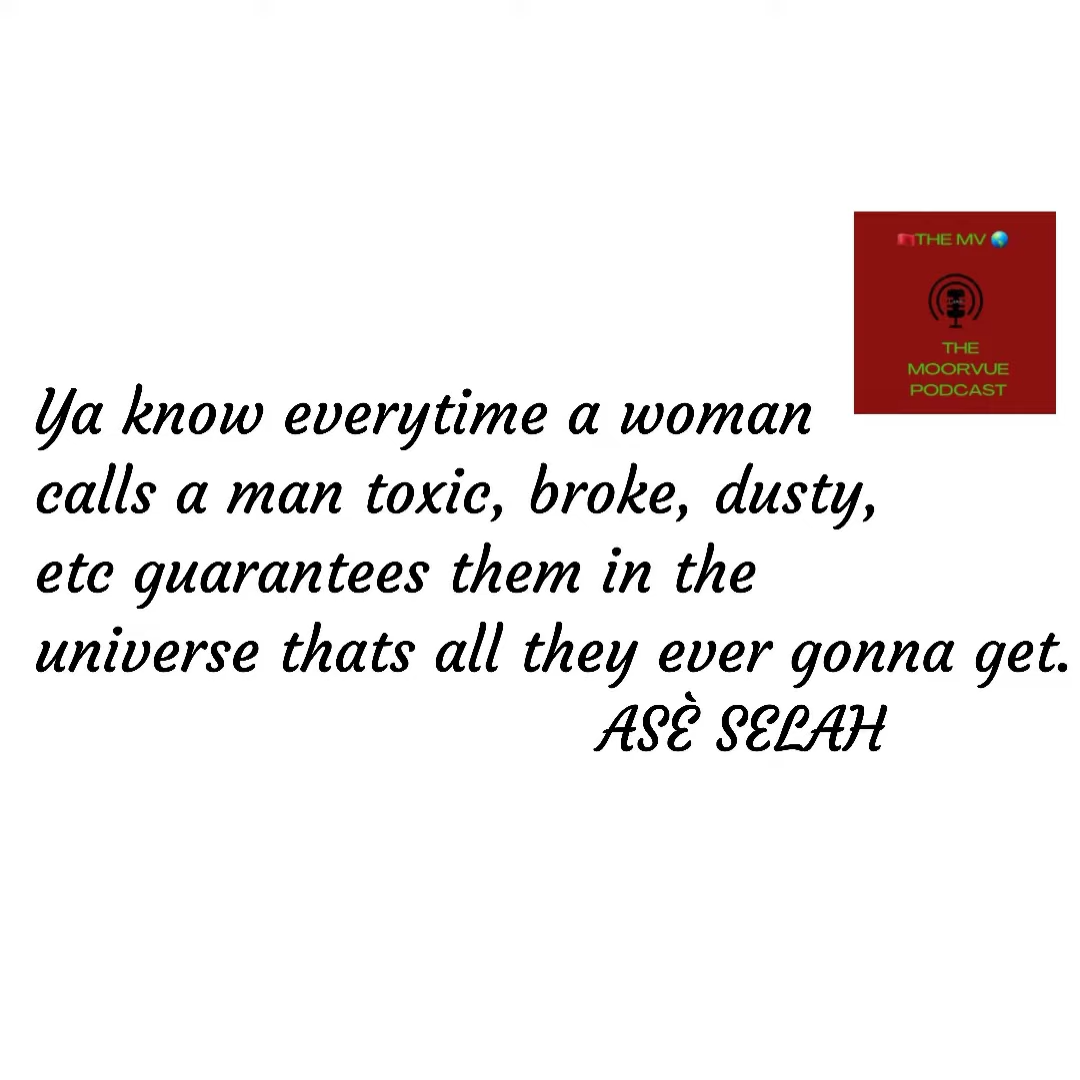 THE MV
THE
MOORVUE
PODCAST
Ya know everytime a woman
calls a man toxic, broke, dusty,
etc guarantees them in the
universe thats all they ever gonna get.
ASÈ SELAH